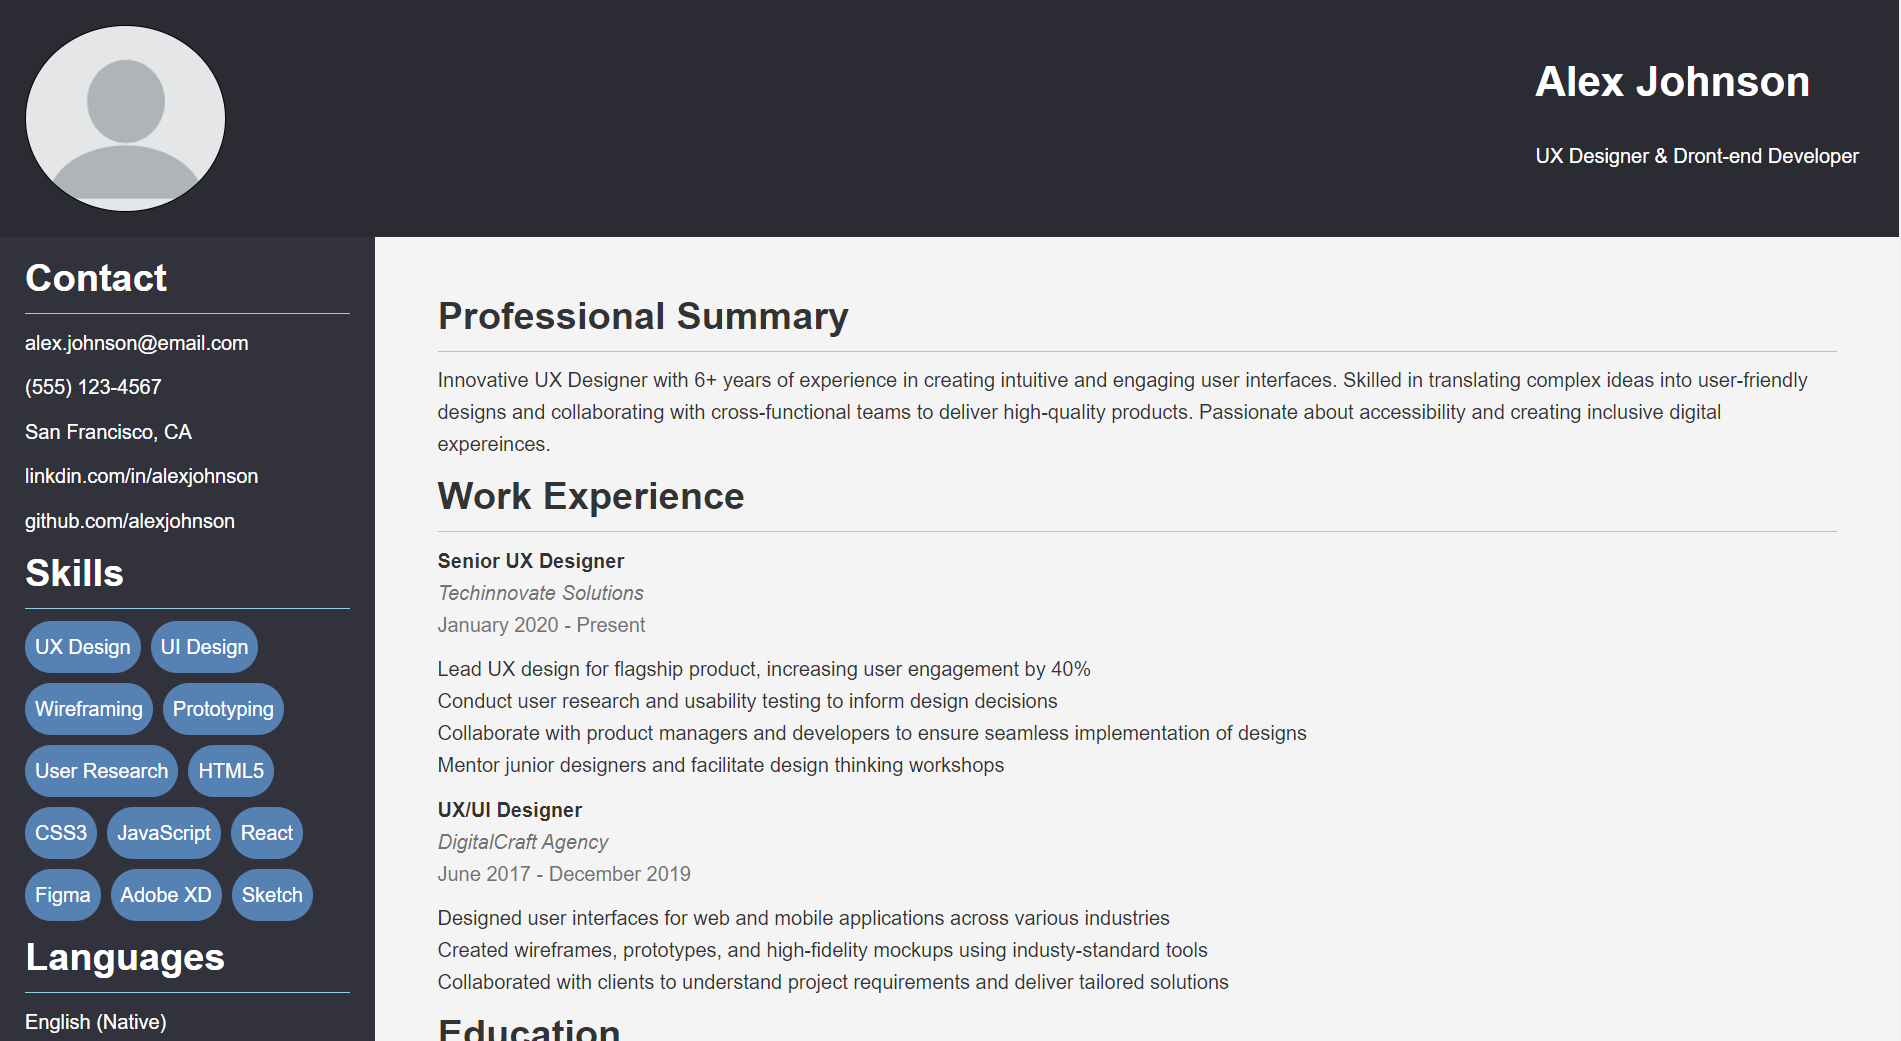 Alex Johnson
UX Designer & Dront-end Developer
Contact
alex.johnson@email.com
(555) 123-4567
San Francisco, CA
linkdin.com/in/alexjohnson
github.com/alexjohnson
Skills
UX Design UI Design
Wireframing Prototyping
User Research HTML5
CSS3 JavaScript React
Figma Adobe XD Sketch
Languages
English (Native)
Professional Summary
Innovative UX Designer with 6+ years of experience in creating intuitive and engaging user interfaces. Skilled in translating complex ideas into user-friendly
designs and collaborating with cross-functional teams to deliver high-quality products. Passionate about accessibility and creating inclusive digital
expereinces.
Work Experience
Senior UX Designer
Techinnovate Solutions
January 2020 - Present
Lead UX design for flagship product, increasing user engagement by 40%
Conduct user research and usability testing to inform design decisions
Collaborate with product managers and developers to ensure seamless implementation of designs
Mentor junior designers and facilitate design thinking workshops
UX/UI Designer
DigitalCraft Agency
June 2017 - December 2019
Designed user interfaces for web and mobile applications across various industries
Created wireframes, prototypes, and high-fidelity mockups using industy-standard tools
Collaborated with clients to understand project requirements and deliver tailored solutions
Education